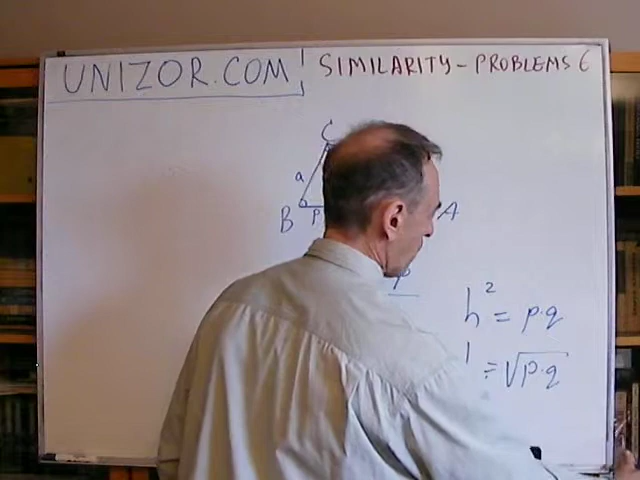 UNIZOR.COM
SIMILARITY - PROBLEMS 6
C
a
B p A
p
h² = p·q
= √p·q